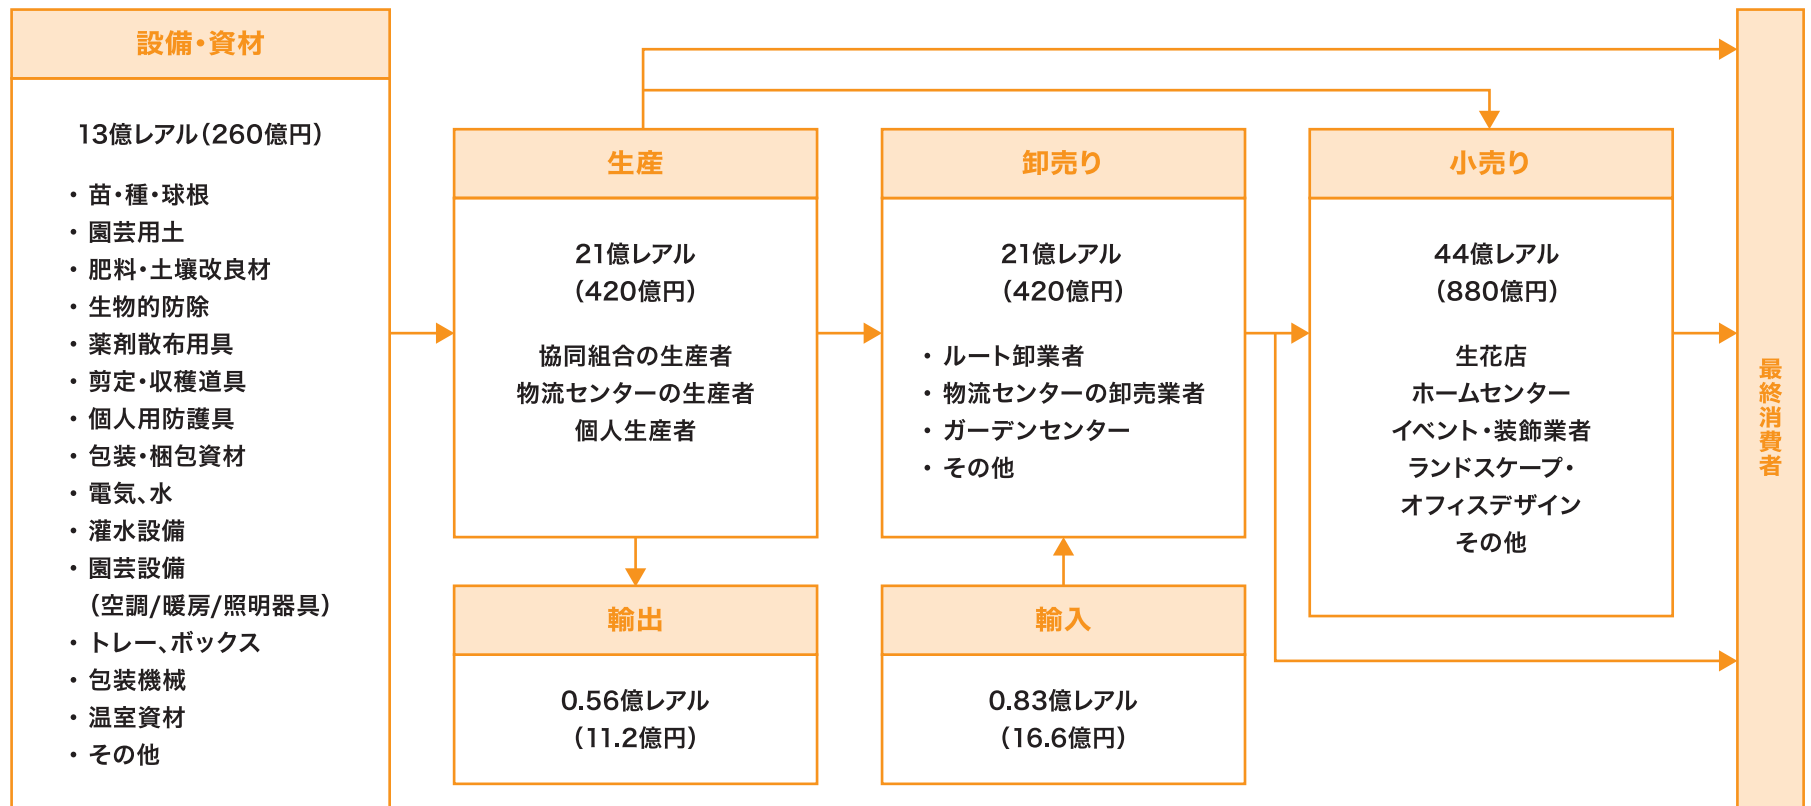 設備・資材
13億レアル(260億円)
・ 苗・種・球根
・ 園芸用土
・ 肥料・土壌改良材
・ 生物的防除
・ 薬剤散布用具
・ 剪定・収穫道具
・ 個人用防護具
・ 包装・梱包資材
・ 電気、水
・ 灌水設備
・ 園芸設備
(空調/暖房/照明器具)
・ トレー、ボックス
・ 包装機械
・ 温室資材
・ その他
生産
21億レアル
(420億円)
協同組合の生産者
物流センターの生産者
個人生産者
輸出
0.56億レアル
(11.2億円)
卸売り
21億レアル
(420億円)
・ ルート卸業者
・ 物流センターの卸売業者
・ ガーデンセンター
・ その他
輸入
0.83億レアル
(16.6億円)
小売り
44億レアル
(880億円)
生花店
ホームセンター
イベント・装飾業者
ランドスケープ・
オフィスデザイン
その他
最終消費者